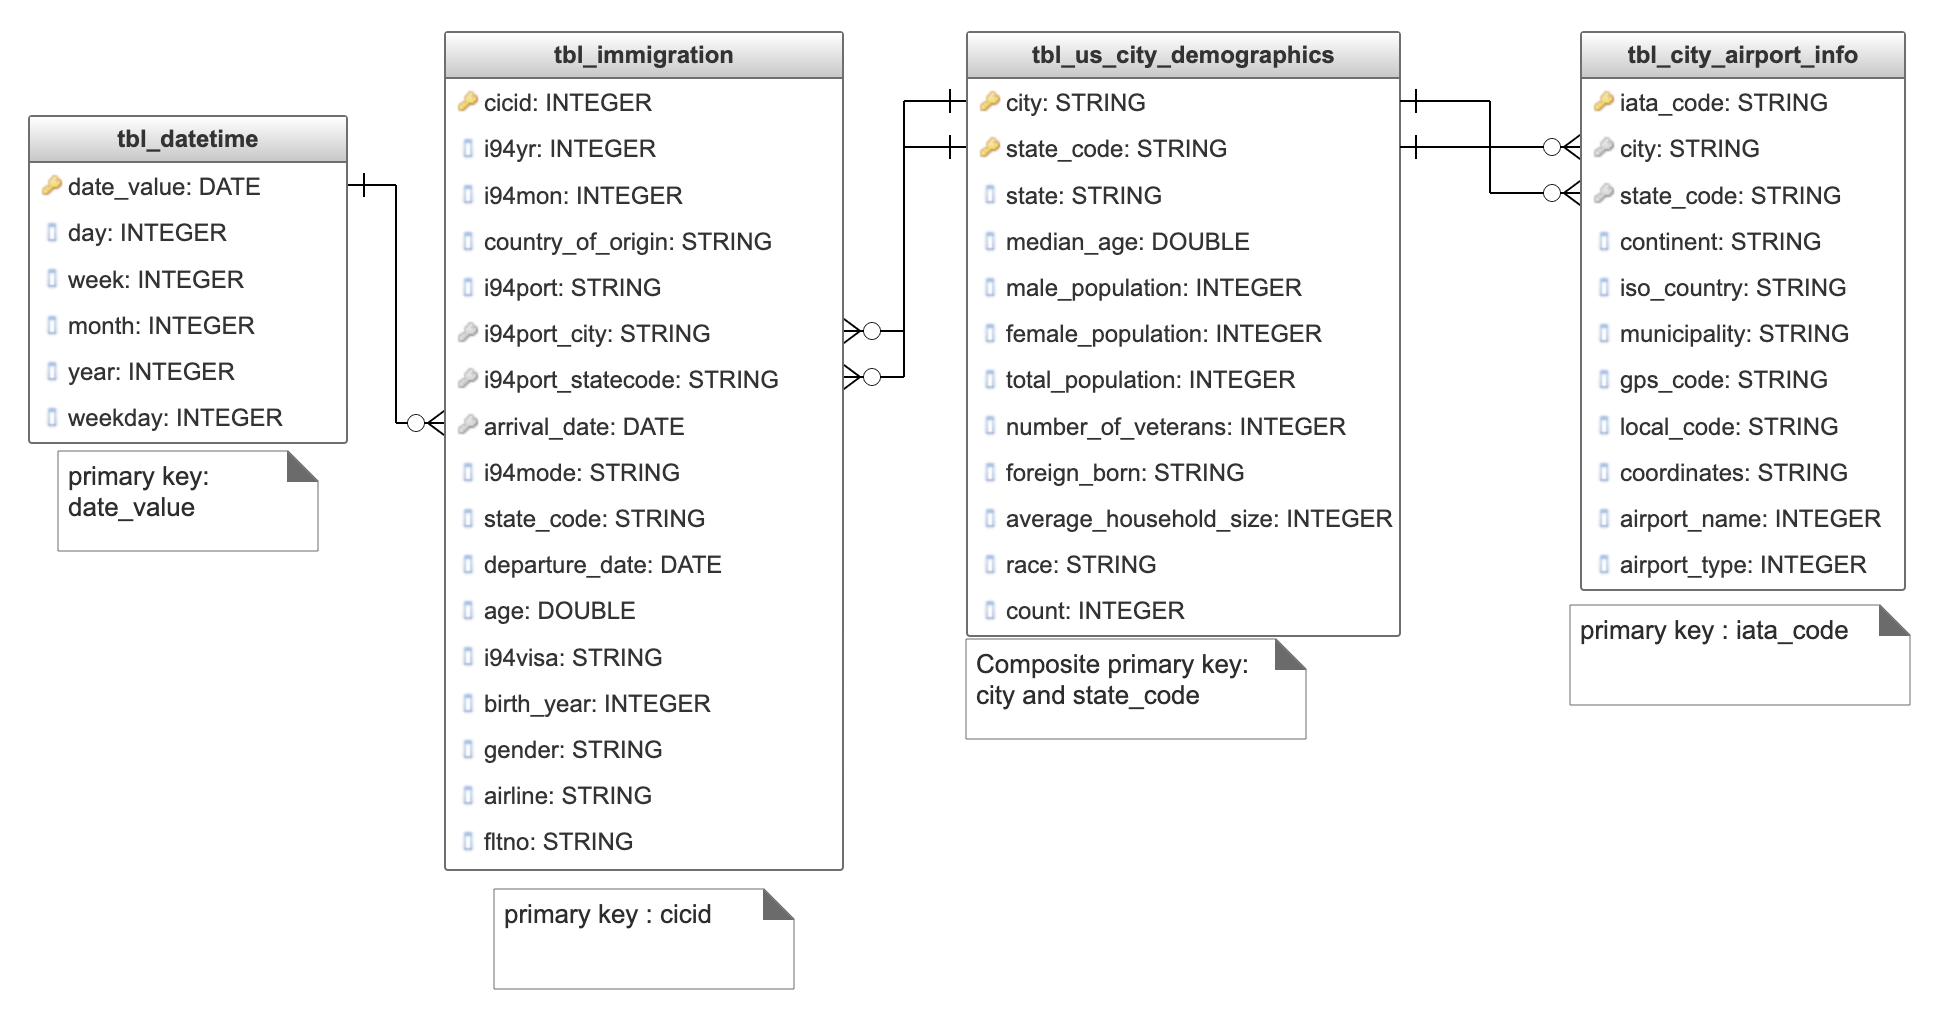 tbl_datetime
date_value: DATE
day: INTEGER
week: INTEGER
month: INTEGER
year: INTEGER
weekday: INTEGER
primary key:
date_value
tbl_immigration
cicid: INTEGER
i94yr: INTEGER
i94mon: INTEGER
country_of_origin: STRING
i94port: STRING
i94port_city: STRING
i94port_statecode: STRING
arrival_date: DATE
i94mode: STRING
state_code: STRING
departure_date: DATE
age: DOUBLE
i94visa: STRING
birth_year: INTEGER
gender: STRING
airline: STRING
fltno: STRING
primary key : cicid
tbl_us_city_demographics
city: STRING
state_code: STRING
state: STRING
median_age: DOUBLE
male_population: INTEGER
female_population: INTEGER
total_population: INTEGER
number_of_veterans: INTEGER
foreign_born: STRING
average_household_size: INTEGER
race: STRING
count: INTEGER
Composite primary key:
city and state_code
tbl_city_airport_info
iata_code: STRING
city: STRING
state_code: STRING
continent: STRING
iso_country: STRING
municipality: STRING
gps_code: STRING
local_code: STRING
coordinates: STRING
airport_name: INTEGER
airport_type: INTEGER
primary key : iata_code